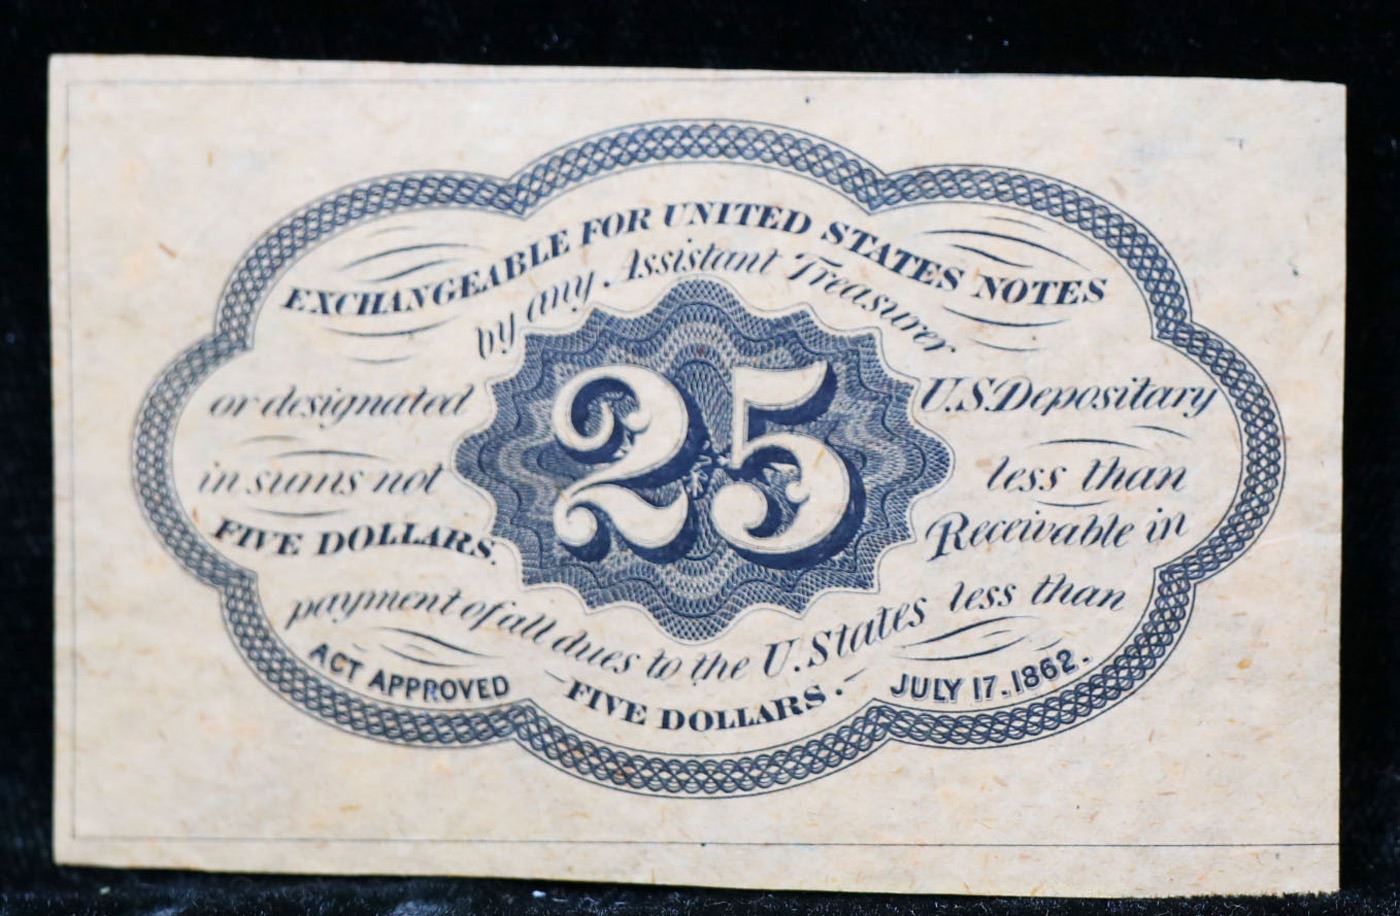 EXCHANGEABLE FOR UNITED STATES NOTES
by any Assistant Treasurer
or designated 25 U.S. Depositary
in sums not less than
FIVE DOLLARS. Receivable in
payment of all dues to the U. States less than
ACT APPROVED - FIVE DOLLARS. - JULY 17. 1862.